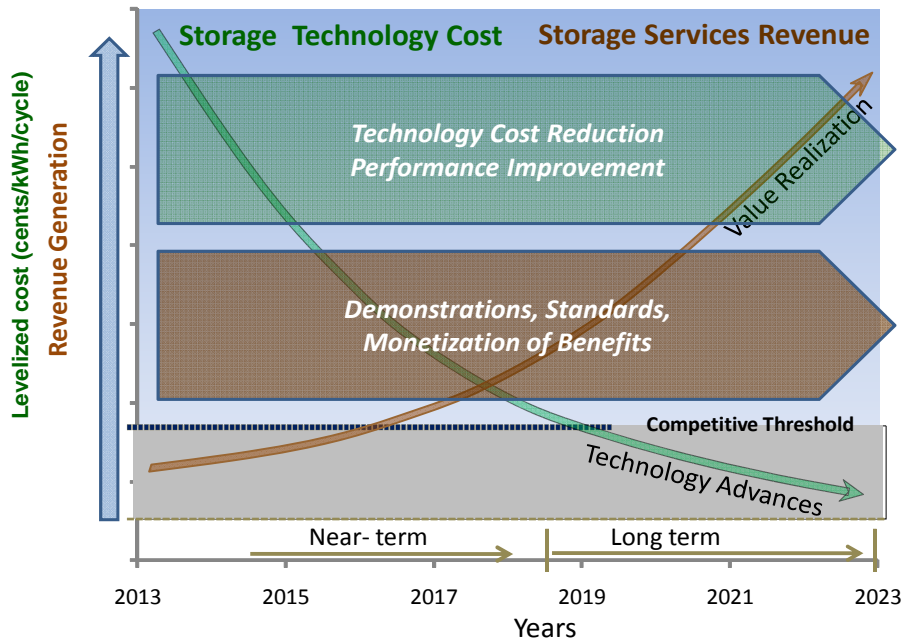 Storage Technology Cost
Storage Services Revenue
Levelized cost (cents/kWh/cycle)
Revenue Generation
Technology Cost Reduction
Performance Improvement
Value Realization
Demonstrations, Standards,
Monetization of Benefits
Competitive Threshold
Technology Advances
Near- term
Long term
2013
2015
2017
2019
2021
2023
Years